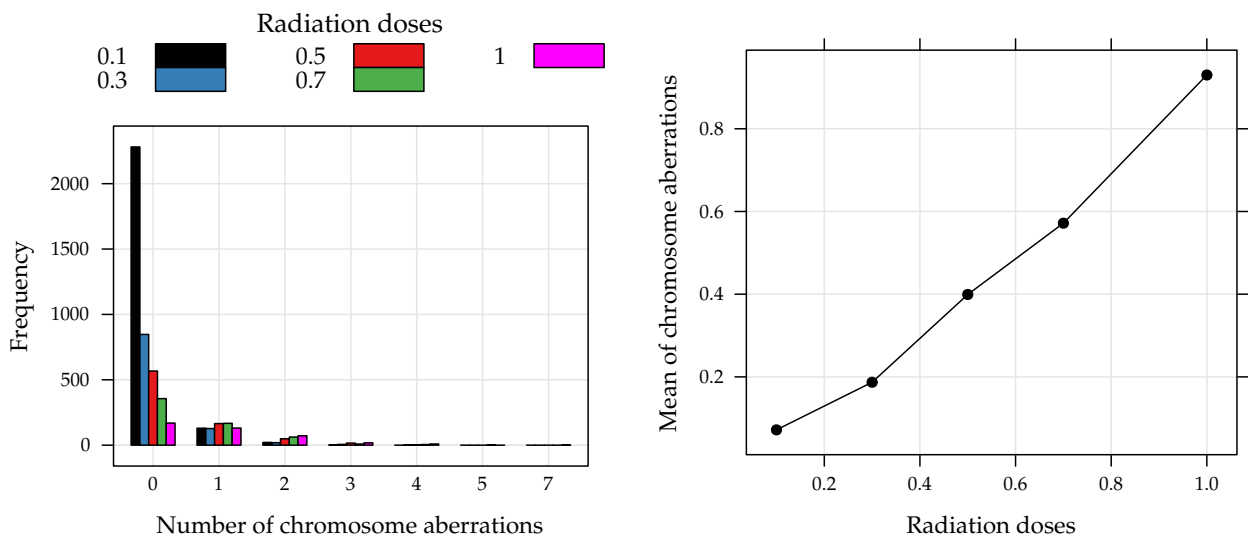 Radiation doses
0.1 0.5 1
0.3 0.7
Frequency
2000
1500
1000
500
0
0 1 2 3 4 5 7
Number of chromosome aberrations
Mean of chromosome aberrations
0.8
0.6
0.4
0.2
0.2 0.4 0.6 0.8 1.0
Radiation doses